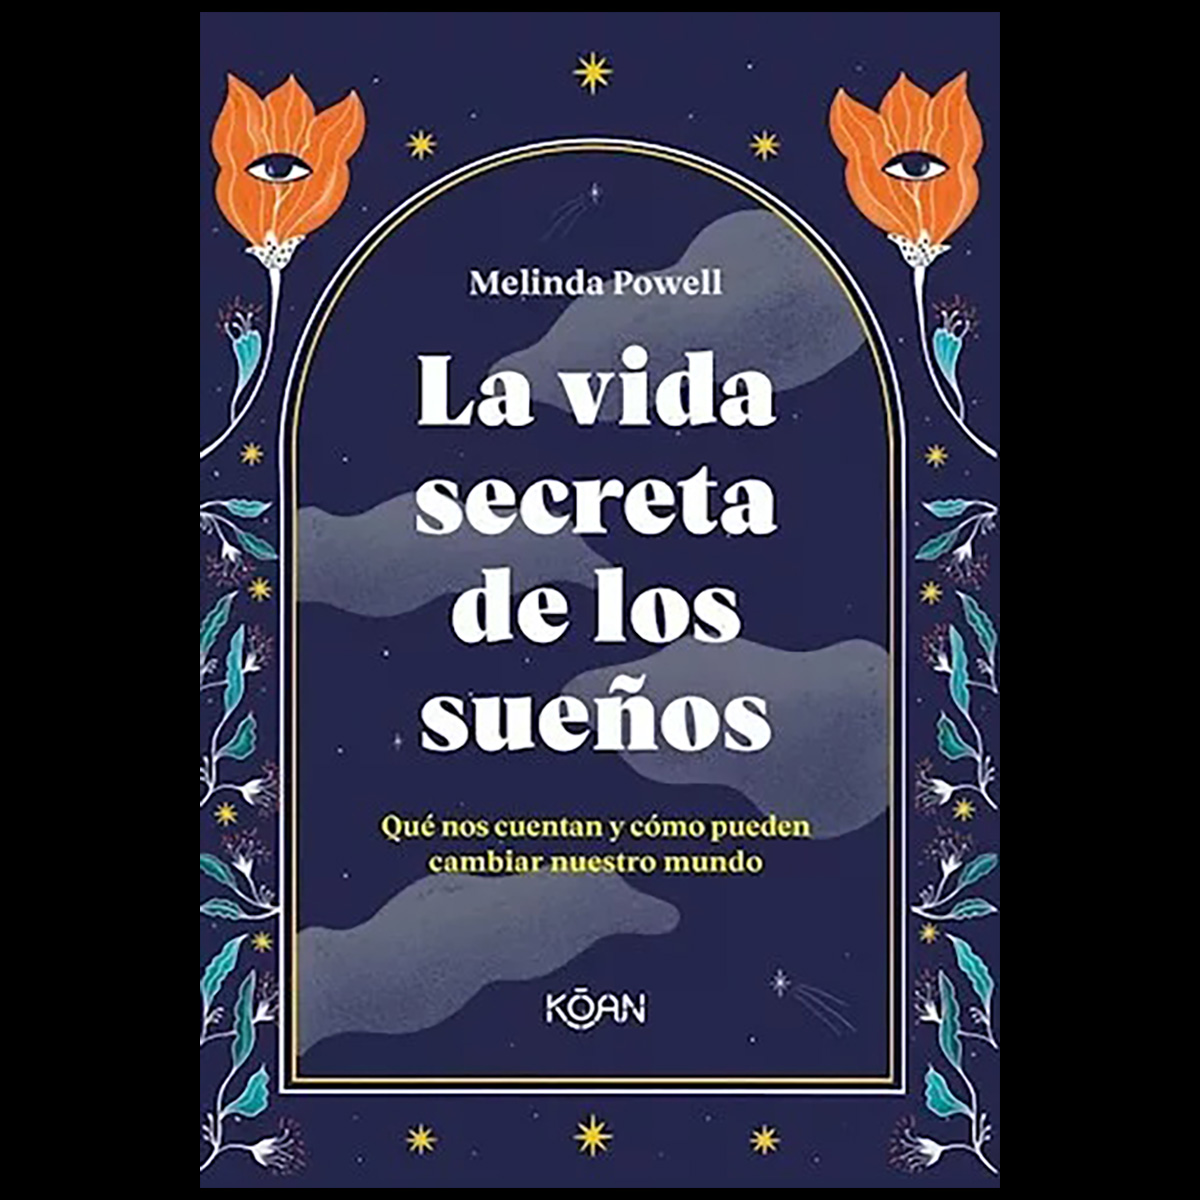 Melinda Powell
La vida
secreta
de los
sueños
Qué nos cuentan y cómo pueden
cambiar nuestro mundo
KŌAN